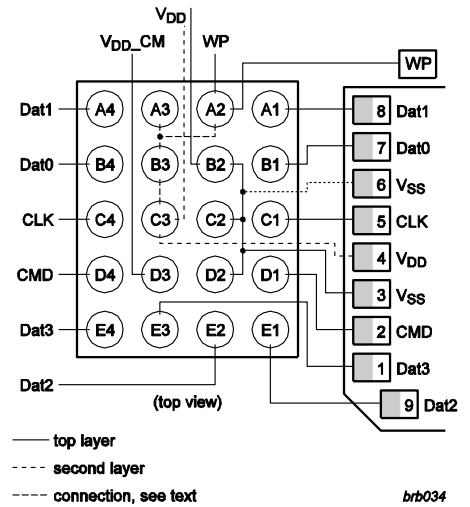 VDD
VDD_CM
WP
WP
Dat1
A4
A3
A2
A1
8
Dat1
Dat0
B4
B3
B2
B1
7
Dat0
6
VSS
CLK
C4
C3
C2
C1
5
CLK
4
VDD
CMD
D4
D3
D2
D1
3
VSS
2
CMD
Dat3
E4
E3
E2
E1
1
Dat3
Dat2
(top view)
9
Dat2
top layer
second layer
connection, see text
brb034